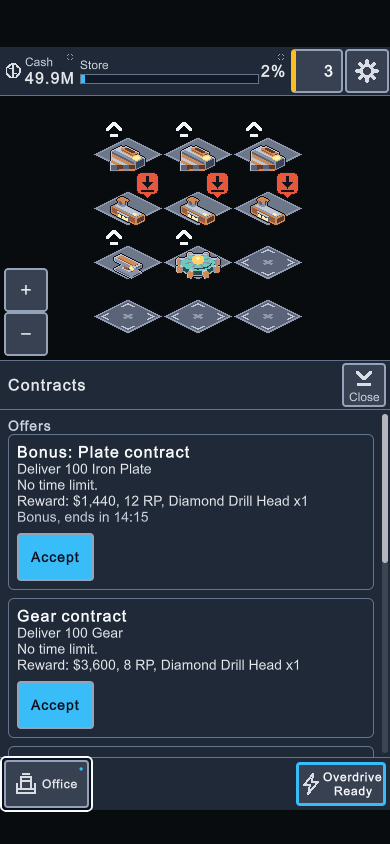 Cash
49.9M
Store
2%
3
+
−
Contracts
Close
Offers
Bonus: Plate contract
Deliver 100 Iron Plate
No time limit.
Reward: $1,440, 12 RP, Diamond Drill Head x1
Bonus, ends in 14:15
Accept
Gear contract
Deliver 100 Gear
No time limit.
Reward: $3,600, 8 RP, Diamond Drill Head x1
Accept
Office
Overdrive
Ready